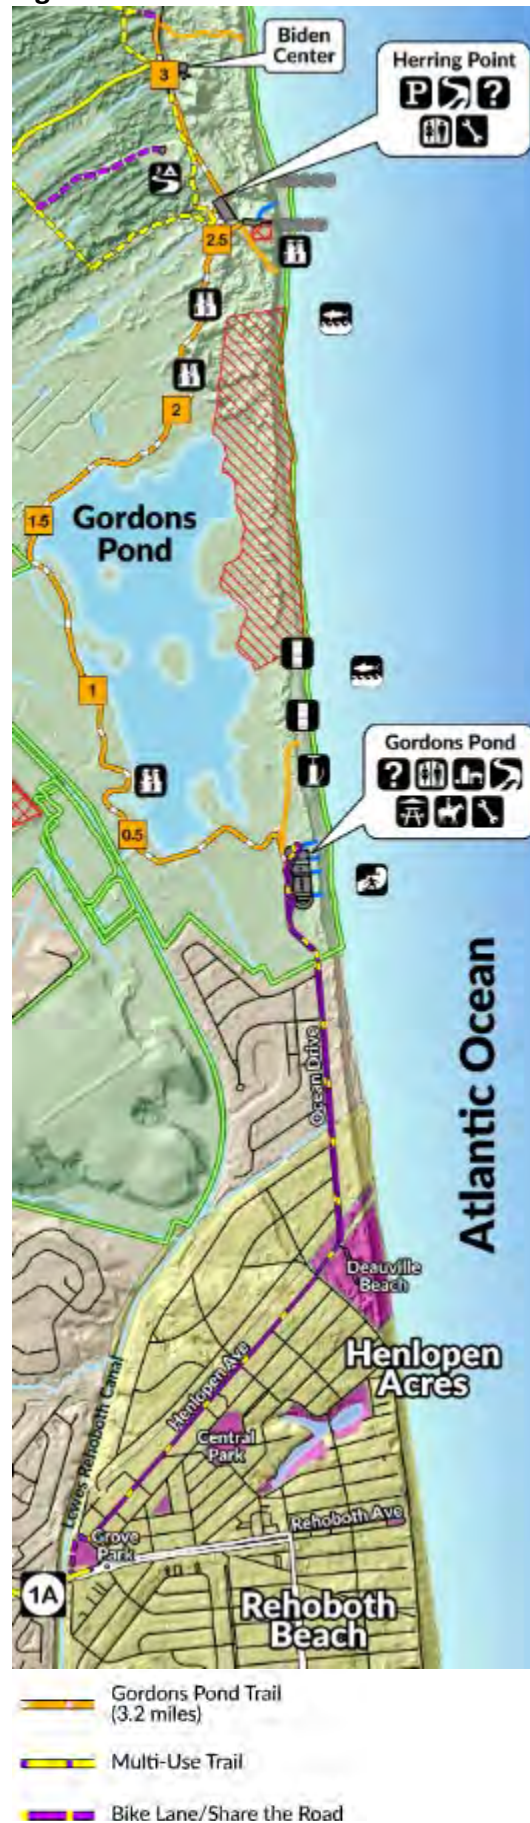 Biden
Center
Herring Point
P
?
3
2.5
2
1.5
Gordons
Pond
1
Gordons Pond
?
0.5
Atlantic Ocean
Ocean Drive
Deauville
Beach
Henlopen
Acres
Henlopen Ave
Lewes Rehoboth Canal
Central
Park
Rehoboth Ave
Grove
Park
1A
Rehoboth
Beach
Gordons Pond Trail
(3.2 miles)
Multi-Use Trail
Bike Lane/Share the Road